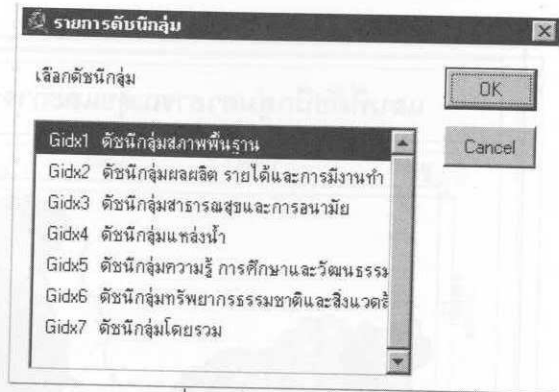 รายการดัชนีกลุ่ม
เลือกดัชนีกลุ่ม
OK
Cancel
Gidx1 ดัชนีกลุ่มสภาพพื้นฐาน
Gidx2 ดัชนีกลุ่มผลผลิต รายได้และการมีงานทำ
Gidx3 ดัชนีกลุ่มสาธารณสุขและการอนามัย
Gidx4 ดัชนีกลุ่มแหล่งน้ำ
Gidx5 ดัชนีกลุ่มความรู้ การศึกษาและวัฒนธรรม
Gidx6 ดัชนีกลุ่มทรัพยากรธรรมชาติและสิ่งแวดล้
Gidx7 ดัชนีกลุ่มโดยรวม